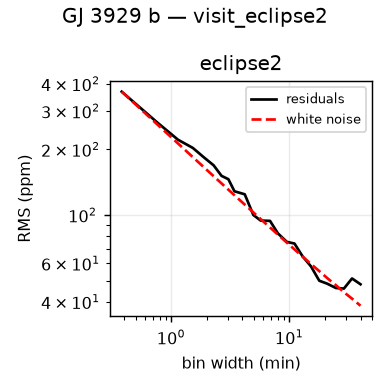 GJ 3929 b — visit_eclipse2
eclipse2
residuals
white noise
4 × 10²
3 × 10²
2 × 10²
10²
6 × 10¹
4 × 10¹
RMS (ppm)
10⁰
10¹
bin width (min)